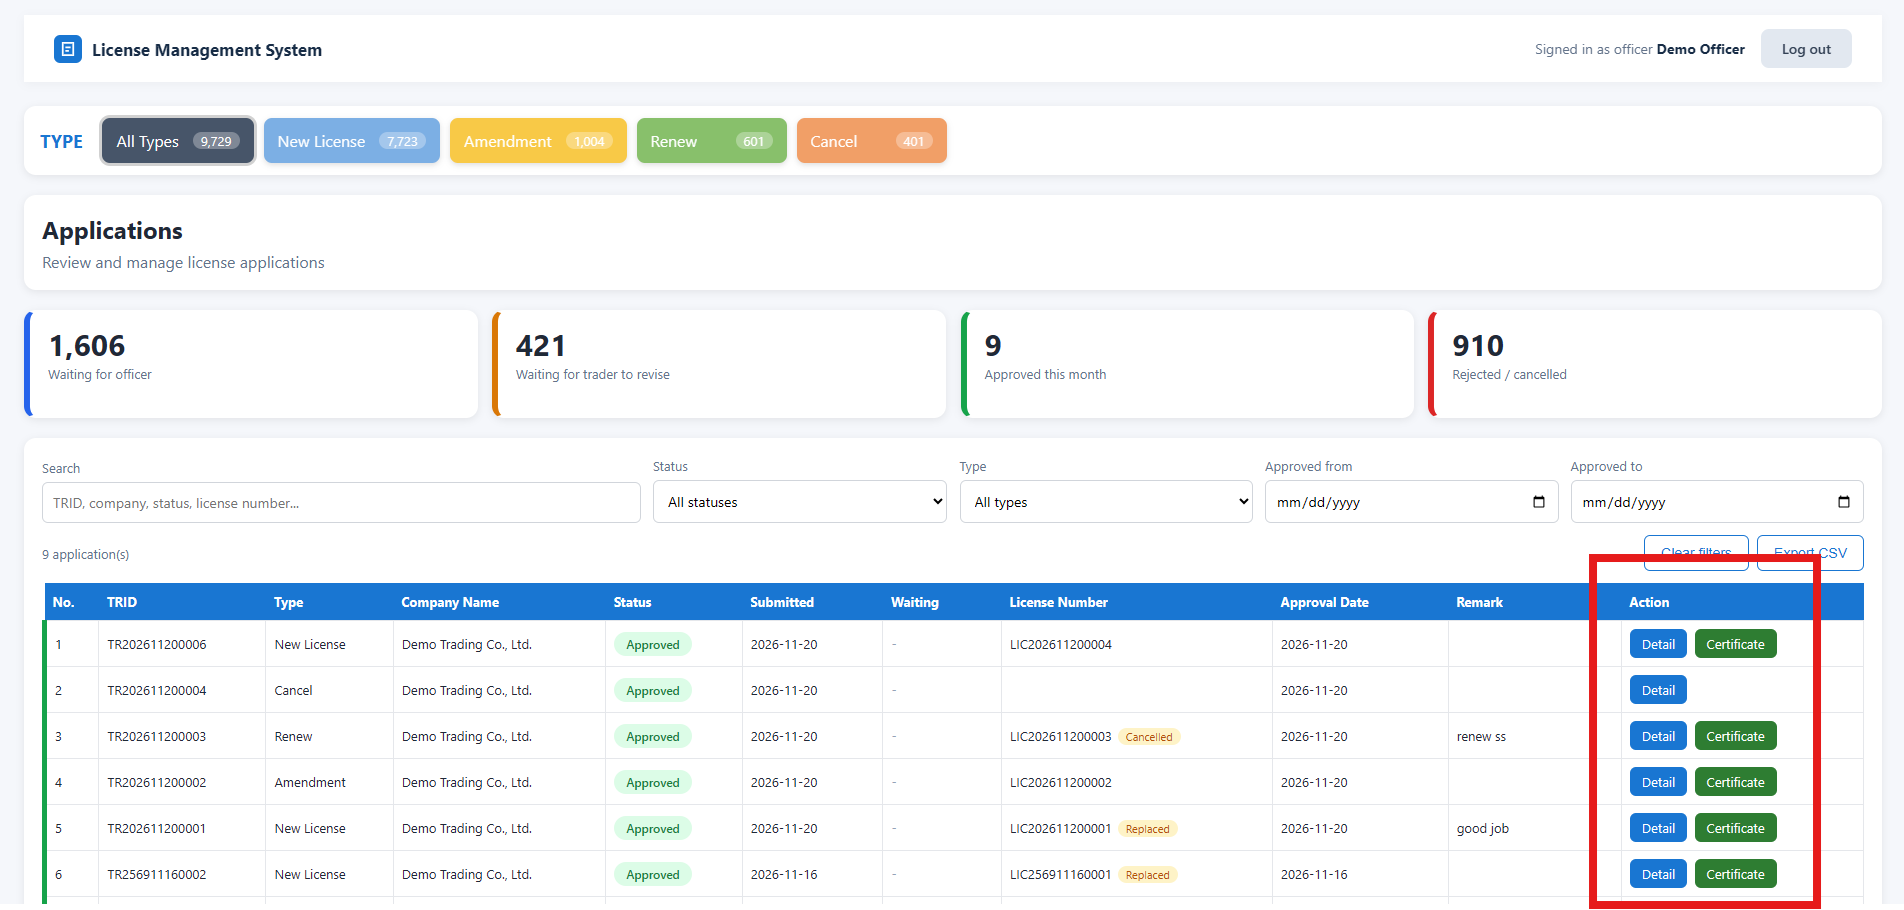 License Management System
Signed in as officer Demo Officer
Log out
TYPE
All Types 9,729
New License 7,723
Amendment 1,004
Renew 601
Cancel 401
Applications
Review and manage license applications
1,606
Waiting for officer
421
Waiting for trader to revise
9
Approved this month
910
Rejected / cancelled
Search
Status
Type
Approved from
Approved to
TRID, company, status, license number...
All statuses
All types
mm/dd/yyyy
mm/dd/yyyy
9 application(s)
Clear filters
Export CSV
No. TRID Type Company Name Status Submitted Waiting License Number Approval Date Remark Action
1 TR202611200006 New License Demo Trading Co., Ltd. Approved 2026-11-20 - LIC202611200004 2026-11-20 Detail Certificate
2 TR202611200004 Cancel Demo Trading Co., Ltd. Approved 2026-11-20 - 2026-11-20 Detail
3 TR202611200003 Renew Demo Trading Co., Ltd. Approved 2026-11-20 - LIC202611200003 Cancelled 2026-11-20 renew ss Detail Certificate
4 TR202611200002 Amendment Demo Trading Co., Ltd. Approved 2026-11-20 - LIC202611200002 2026-11-20 Detail Certificate
5 TR202611200001 New License Demo Trading Co., Ltd. Approved 2026-11-20 - LIC202611200001 Replaced 2026-11-20 good job Detail Certificate
6 TR256911160002 New License Demo Trading Co., Ltd. Approved 2026-11-16 - LIC256911160001 Replaced 2026-11-16 Detail Certificate